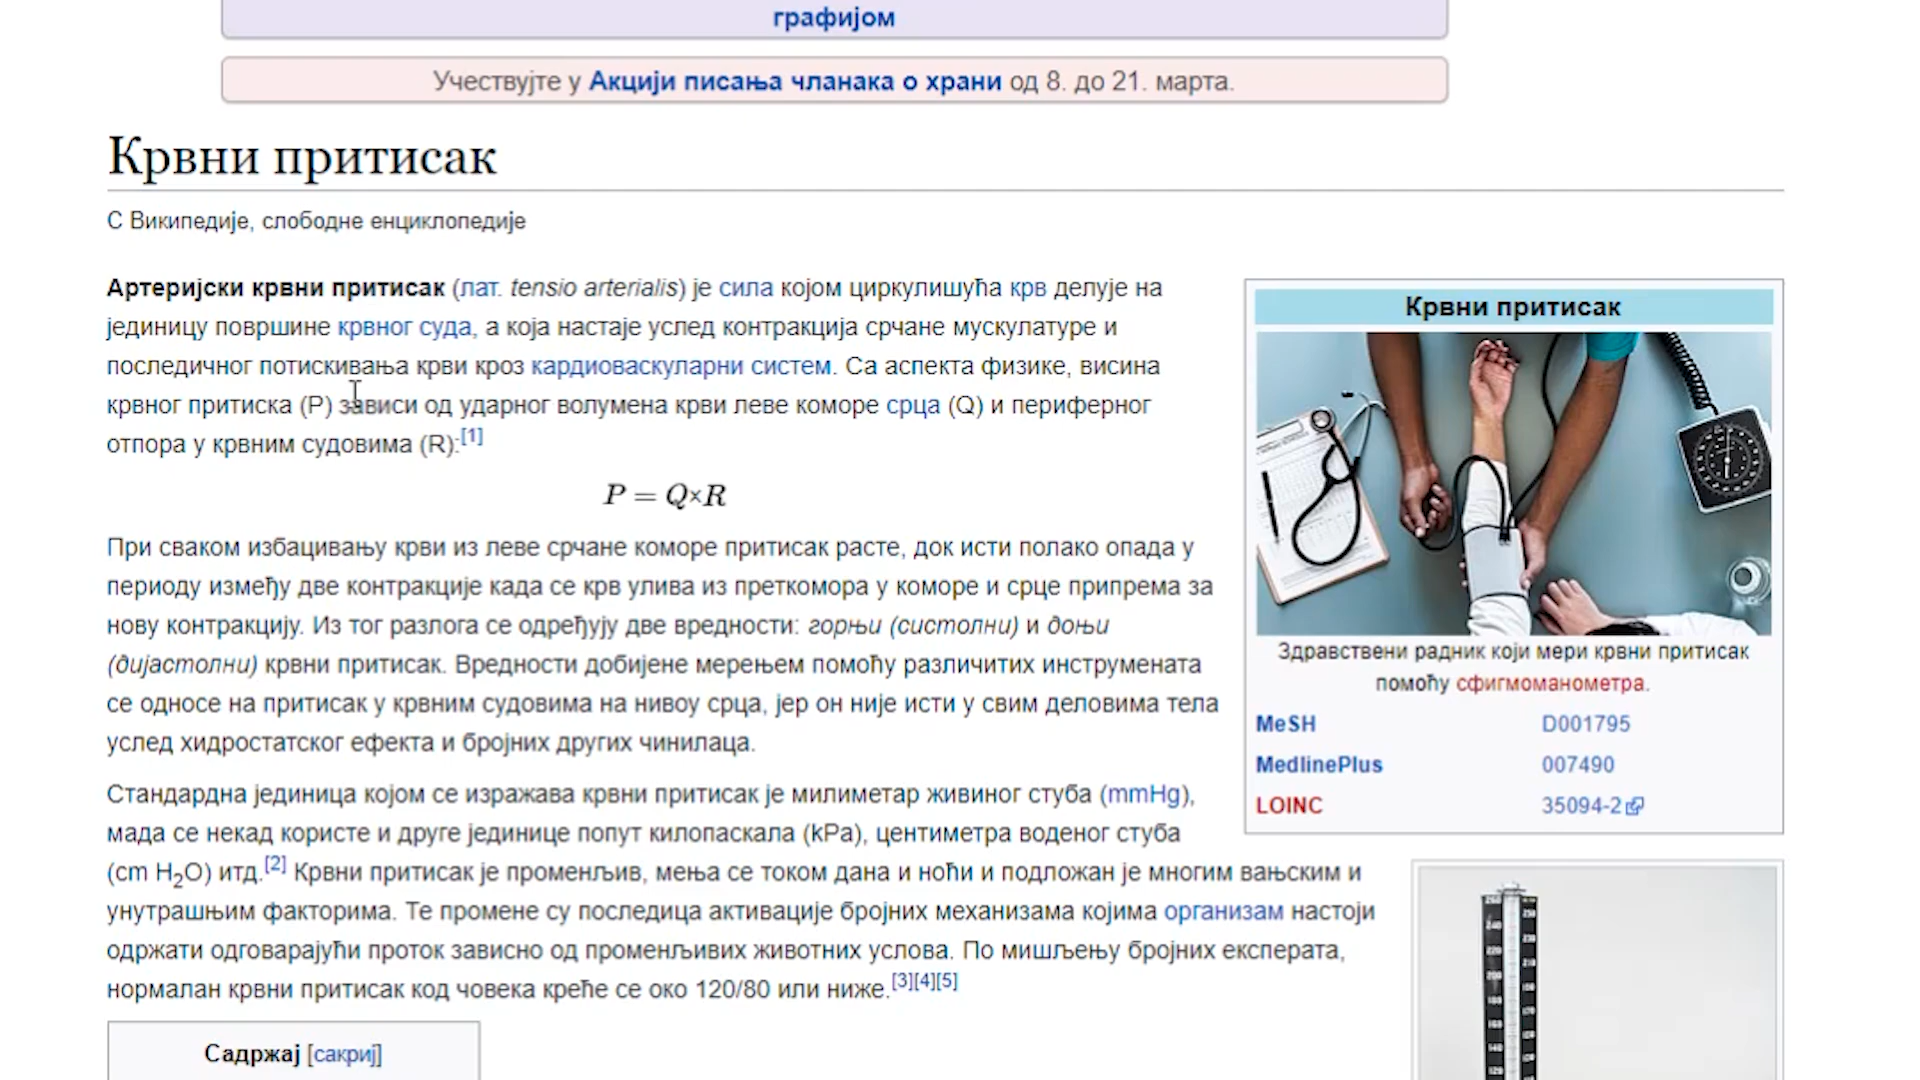 графијом
Учествујте у Акцији писања чланака о храни од 8. до 21. марта.
Крвни притисак
С Википедије, слободне енциклопедије
Артеријски крвни притисак (лат. tensio arterialis) је сила којом циркулишућа крв делује на
јединицу површине крвног суда, а која настаје услед контракција срчане мускулатуре и
последичног потискивања крви кроз кардиоваскуларни систем. Са аспекта физике, висина
крвног притиска (P) зависи од ударног волумена крви леве коморе срца (Q) и периферног
отпора у крвним судовима (R):[1]
P = Q×R
При сваком избацивању крви из леве срчане коморе притисак расте, док исти полако опада у
периоду између две контракције када се крв улива из преткомора у коморе и срце припрема за
нову контракцију. Из тог разлога се одређују две вредности: горњи (систолни) и доњи
(дијастолни) крвни притисак. Вредности добијене мерењем помоћу различитих инструмената
се односе на притисак у крвним судовима на нивоу срца, јер он није исти у свим деловима тела
услед хидростатског ефекта и бројних других чинилаца.
Стандардна јединица којом се изражава крвни притисак је милиметар живиног стуба (mmHg),
мада се некад користе и друге јединице попут килопаскала (kPa), центиметра воденог стуба
(cm H₂O) итд.[2] Крвни притисак је променљив, мења се током дана и ноћи и подложан је многим вањским и
унутрашњим факторима. Те промене су последица активације бројних механизама којима организам настоји
одржати одговарајући проток зависно од променљивих животних услова. По мишљењу бројних експерата,
нормалан крвни притисак код човека креће се око 120/80 или ниже.[3][4][5]
Садржај [сакриј]
Крвни притисак
Здравствени радник који мери крвни притисак
помоћу сфигмоманометра.
MeSH D001795
MedlinePlus 007490
LOINC 35094-2